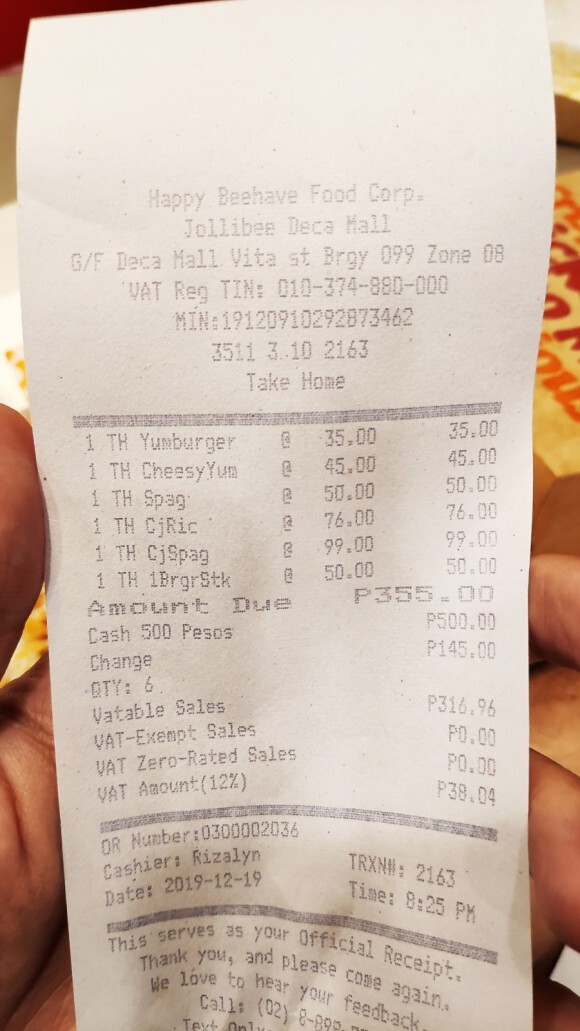 Happy Beehave Food Corp.
Jollibee Deca Mall
G/F Deca Mall Vita st Brgy 099 Zone 08
VAT Reg TIN: 010-374-880-000
MIN:19120910292873462
3511 3.10 2163
Take Home
1 TH Yumburger @ 35.00 35.00
1 TH CheesyYum @ 45.00 45.00
1 TH Spag @ 50.00 50.00
1 TH CjRic @ 76.00 76.00
1 TH CjSpag @ 99.00 99.00
1 TH 1BrgrStk @ 50.00 50.00
Amount Due P355.00
Cash 500 Pesos P500.00
Change P145.00
QTY: 6
Vatable Sales P316.96
VAT-Exempt Sales P0.00
VAT Zero-Rated Sales P0.00
VAT Amount(12%) P38.04
OR Number:0300002036
Cashier: Rizalyn TRXN#: 2163
Date: 2019-12-19 Time: 8:25 PM
This serves as your Official Receipt.
Thank you, and please come again.
We love to hear your feedback.
Call: (02) 8-898-
Text